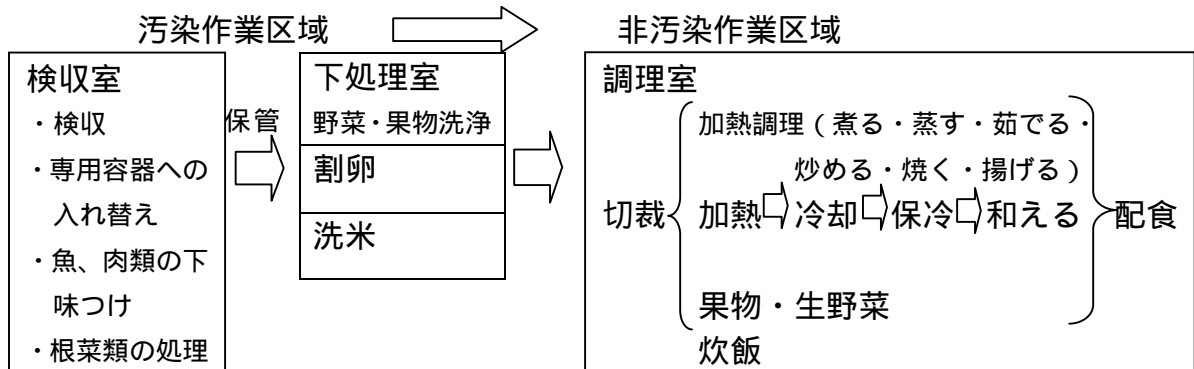 汚染作業区域
非汚染作業区域
検収室
・検収
・専用容器への
入れ替え
・魚、肉類の下
味つけ
・根菜類の処理
保管
下処理室
野菜・果物洗浄
割卵
洗米
調理室
切裁
加熱調理（煮る・蒸す・茹でる・
炒める・焼く・揚げる）
加熱 冷却 保冷 和える
果物・生野菜
炊飯
配食